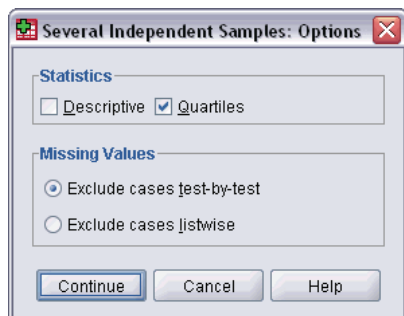 Several Independent Samples: Options
Statistics
Descriptive Quartiles
Missing Values
Exclude cases test-by-test
Exclude cases listwise
Continue Cancel Help